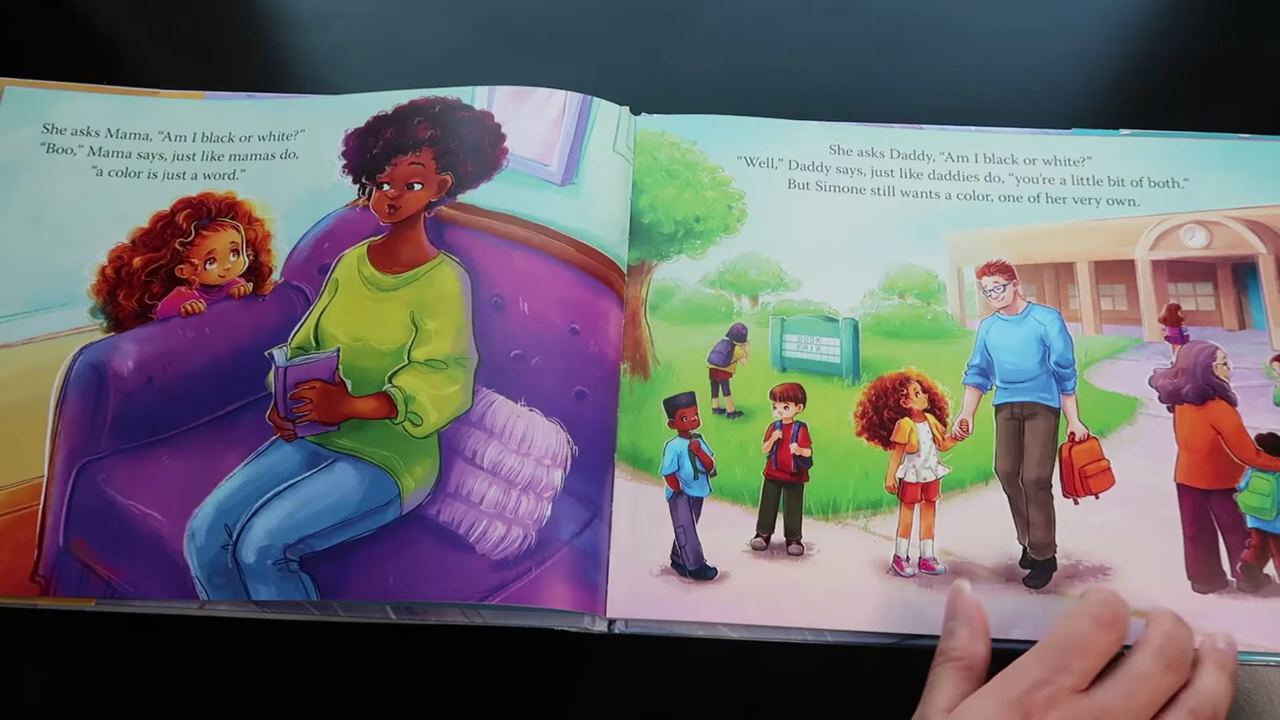 She asks Mama, “Am I black or white?”
“Boo,” Mama says, just like mamas do,
“a color is just a word.”
She asks Daddy, “Am I black or white?”
“Well,” Daddy says, just like daddies do, “you’re a little bit of both.”
But Simone still wants a color, one of her very own.
BOOK
FAIR